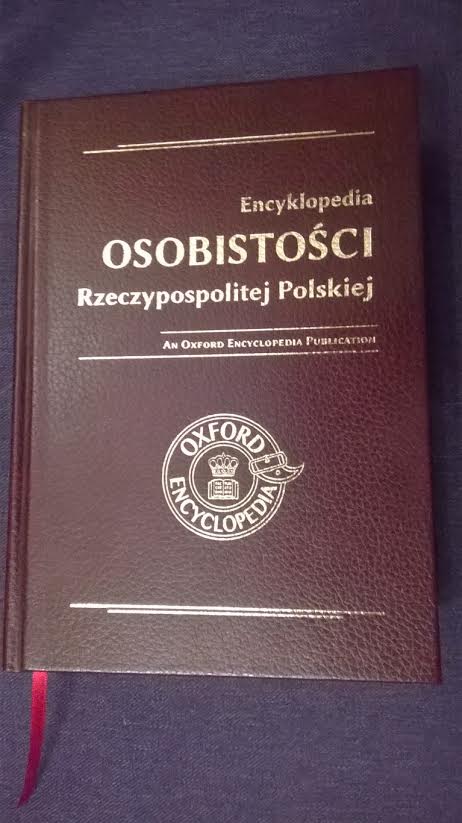 Encyklopedia
OSOBISTOŚCI
Rzeczypospolitej Polskiej
AN OXFORD ENCYCLOPEDIA PUBLICATION
OXFORD
ENCYCLOPEDIA